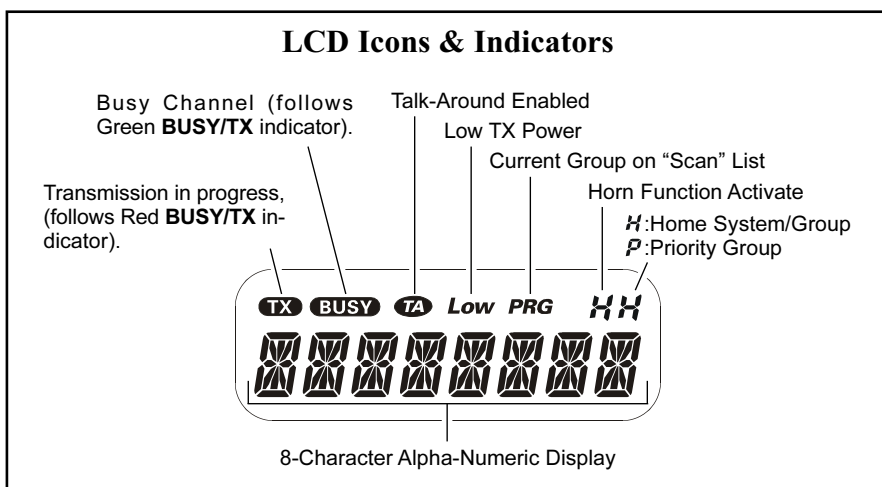 LCD Icons & Indicators
Busy Channel (follows
Green BUSY/TX indicator).
Talk-Around Enabled
Low TX Power
Current Group on “Scan” List
Transmission in progress,
(follows Red BUSY/TX in-
dicator).
Horn Function Activate
H:Home System/Group
P:Priority Group
TX BUSY TA Low PRG H H
8-Character Alpha-Numeric Display